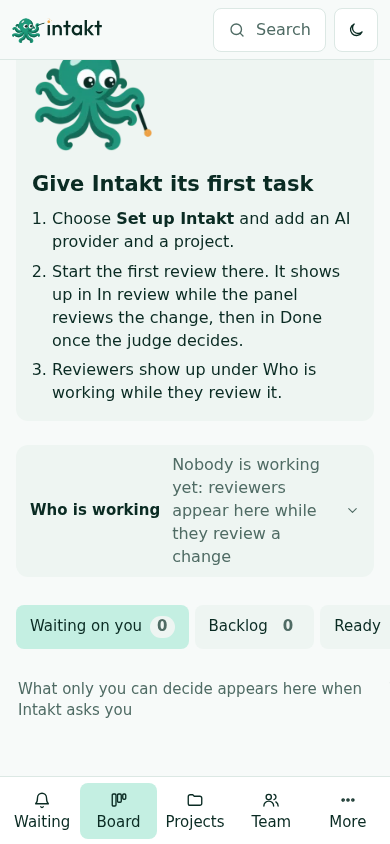 intakt
Search
Give Intakt its first task
1. Choose Set up Intakt and add an AI
provider and a project.
2. Start the first review there. It shows
up in In review while the panel
reviews the change, then in Done
once the judge decides.
3. Reviewers show up under Who is
working while they review it.
Who is working
Nobody is working
yet: reviewers
appear here while
they review a
change
Waiting on you 0
Backlog 0
Ready
What only you can decide appears here when
Intakt asks you
Waiting
Board
Projects
Team
More